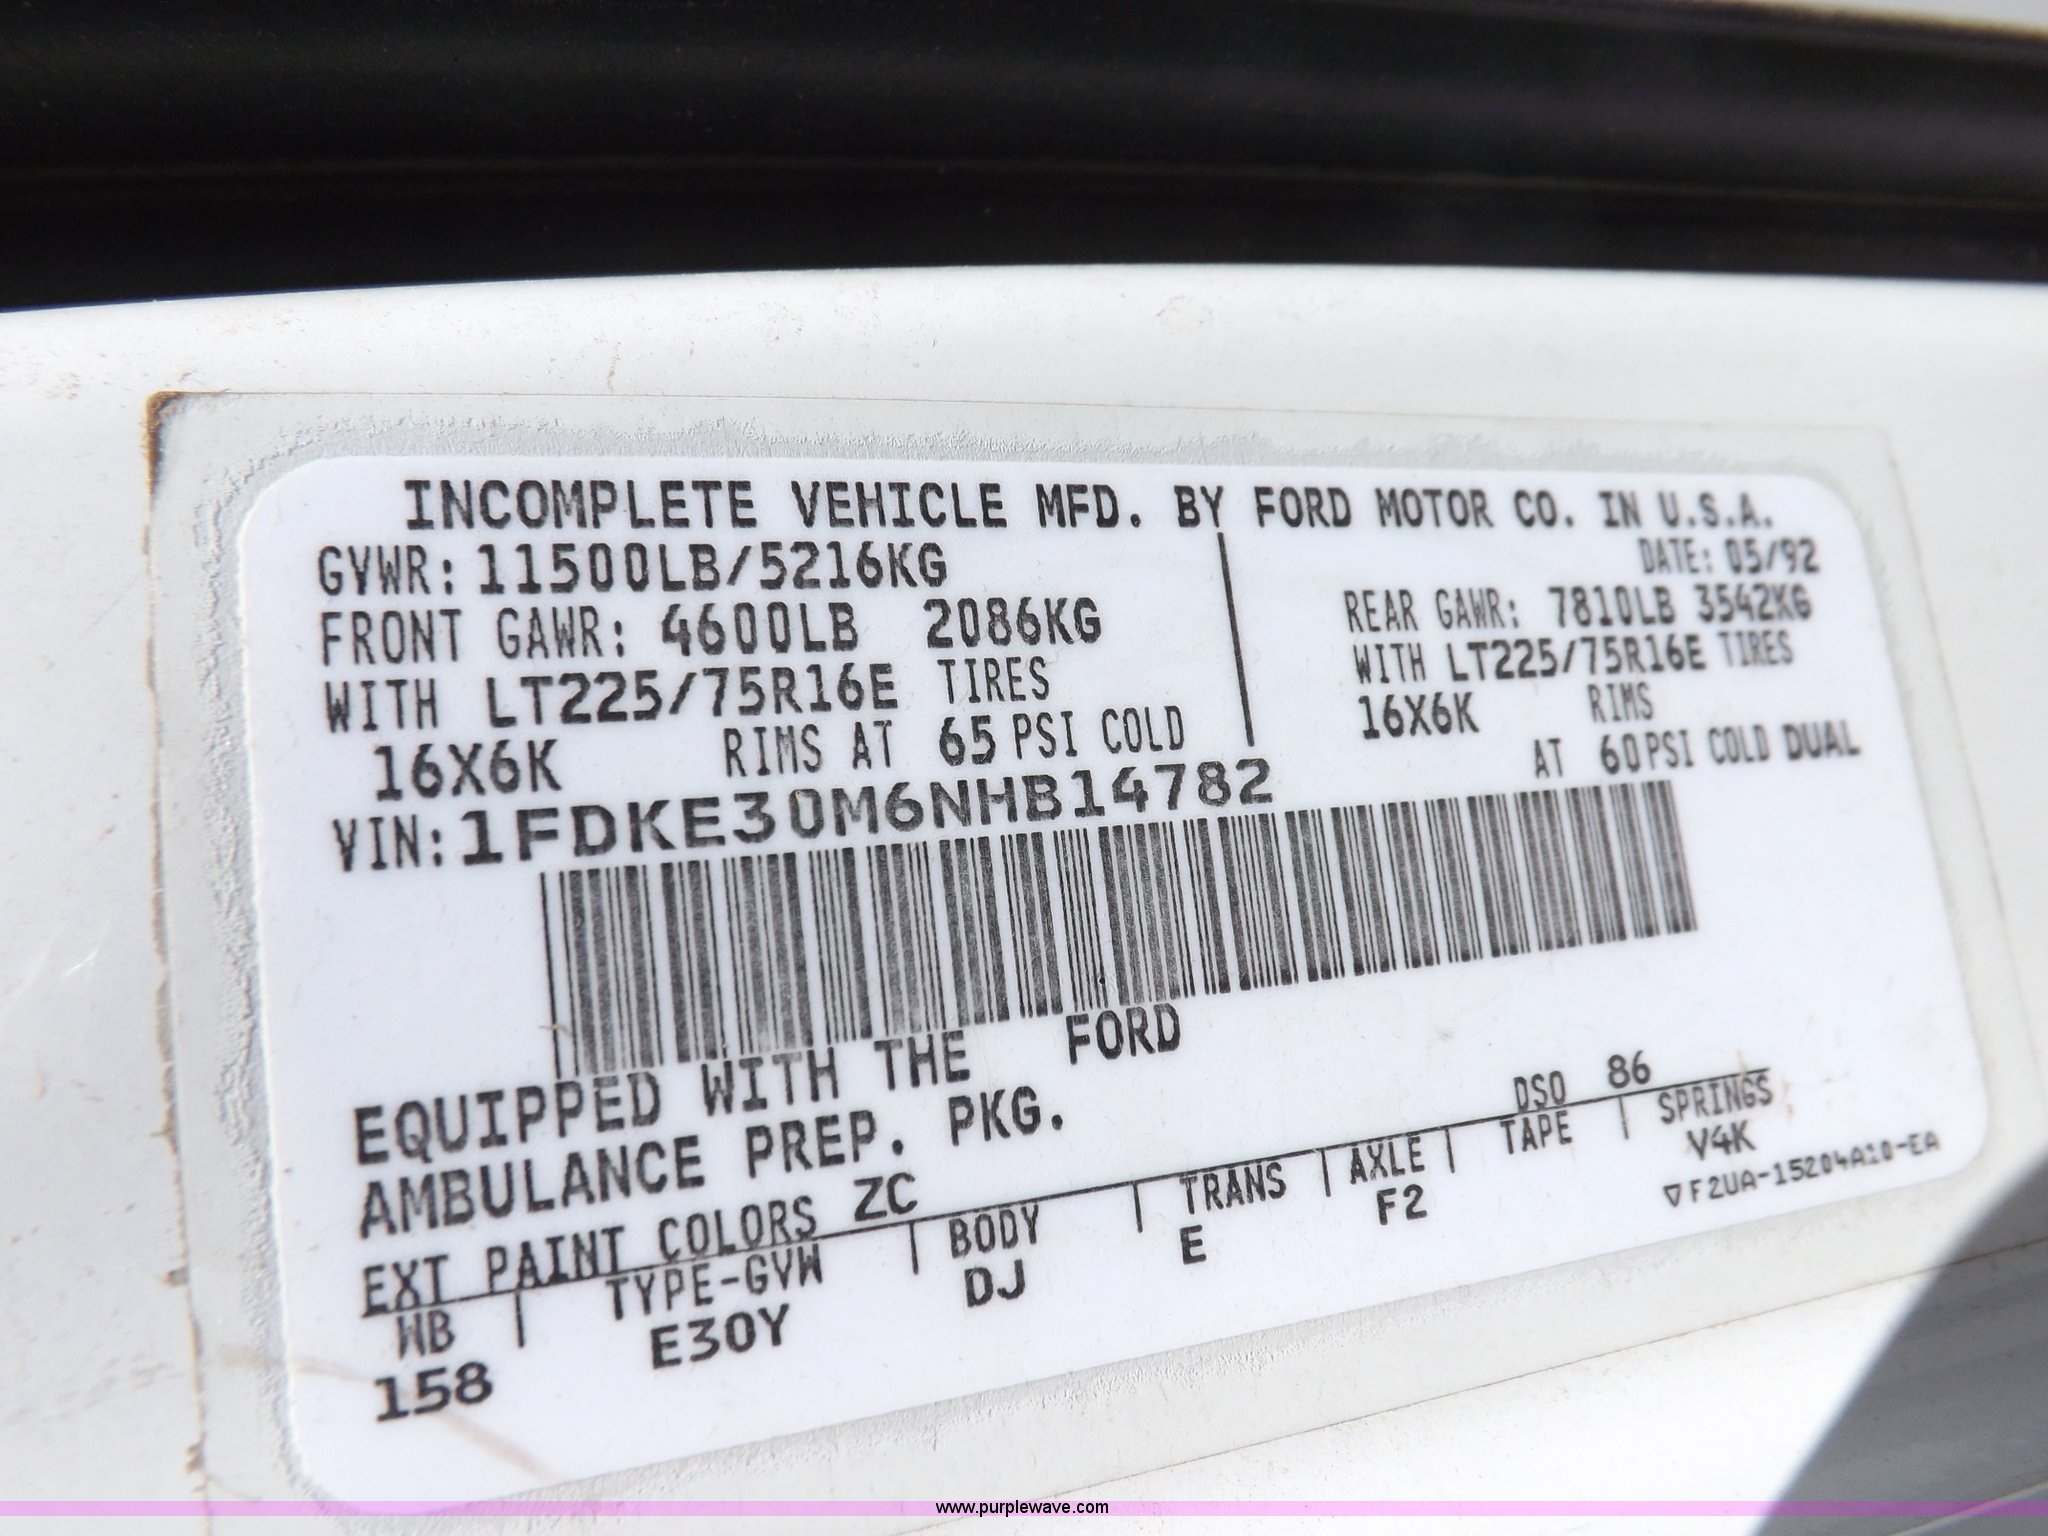 INCOMPLETE VEHICLE MFD. BY FORD MOTOR CO. IN U.S.A.
GVWR: 11500LB/5216KG
DATE: 05/92
FRONT GAWR: 4600LB 2086KG
WITH LT225/75R16E TIRES
16X6K RIMS AT 65 PSI COLD
REAR GAWR: 7810LB 3542KG
WITH LT225/75R16E TIRES
16X6K RIMS
AT 60 PSI COLD DUAL
VIN: 1FDKE30M6NHB14782
EQUIPPED WITH THE FORD
AMBULANCE PREP. PKG.
EXT PAINT COLORS ZC DSO 86
WB | TYPE-GVW | BODY | TRANS | AXLE | TAPE | SPRINGS
158 E30Y DJ E F2 V4K
▽F2UA-15204A10-EA
www.purplewave.com